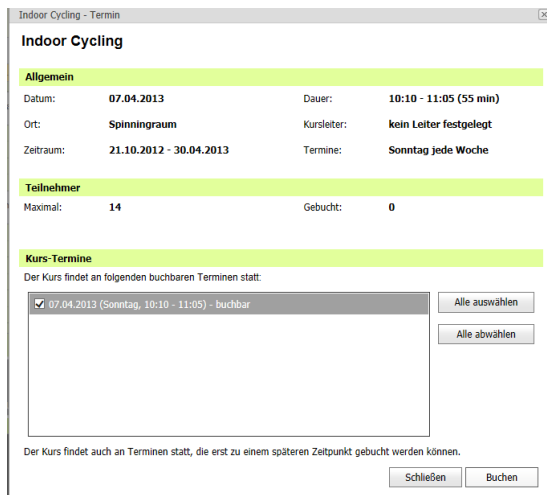 Indoor Cycling - Termin
Indoor Cycling
Allgemein
Datum: 07.04.2013 Dauer: 10:10 - 11:05 (55 min)
Ort: Spinningraum Kursleiter: kein Leiter festgelegt
Zeitraum: 21.10.2012 - 30.04.2013 Termine: Sonntag jede Woche
Teilnehmer
Maximal: 14 Gebucht: 0
Kurs-Termine
Der Kurs findet an folgenden buchbaren Terminen statt:
07.04.2013 (Sonntag, 10:10 - 11:05) - buchbar
Alle auswählen
Alle abwählen
Der Kurs findet auch an Terminen statt, die erst zu einem späteren Zeitpunkt gebucht werden können.
Schließen Buchen